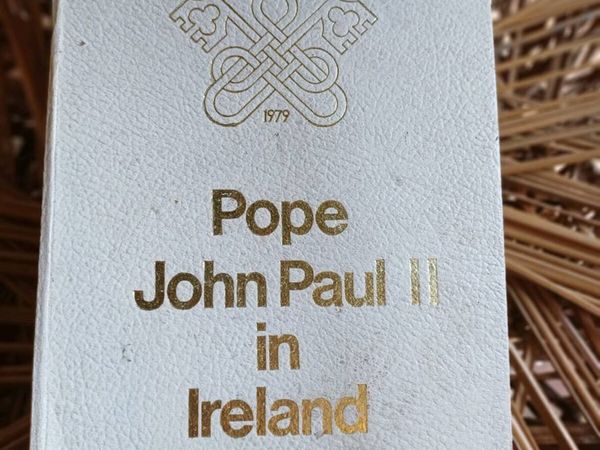 1979
Pope
John Paul II
in
Ireland